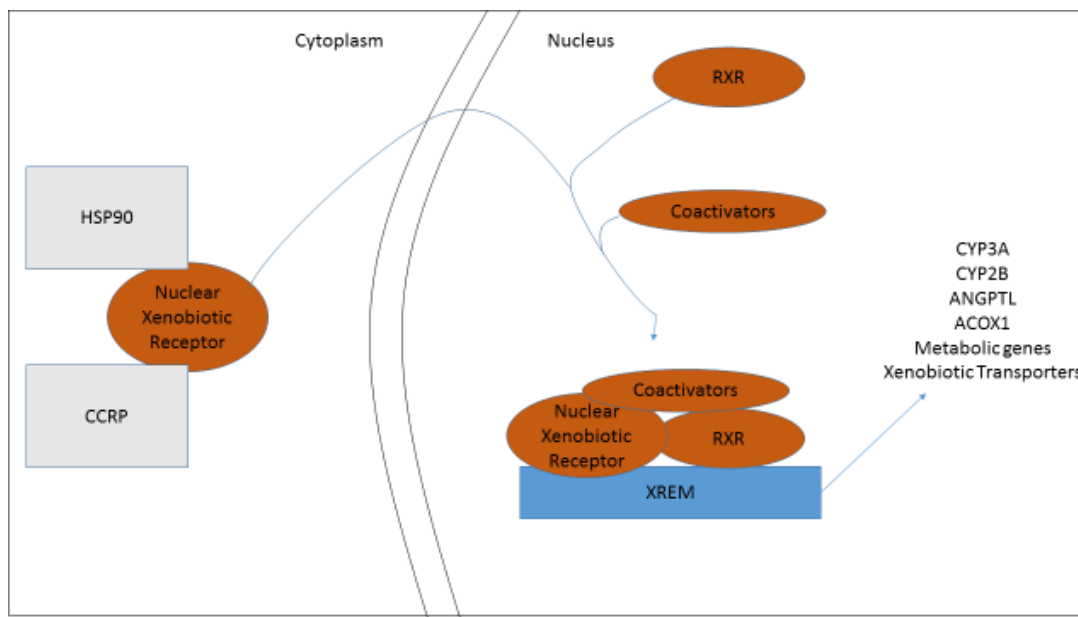 Cytoplasm
Nucleus
RXR
HSP90
Coactivators
Nuclear
Xenobiotic
Receptor
CCRP
CYP3A
CYP2B
ANGPTL
ACOX1
Metabolic genes
Xenobiotic Transporters
Coactivators
Nuclear
Xenobiotic
Receptor
RXR
XREM